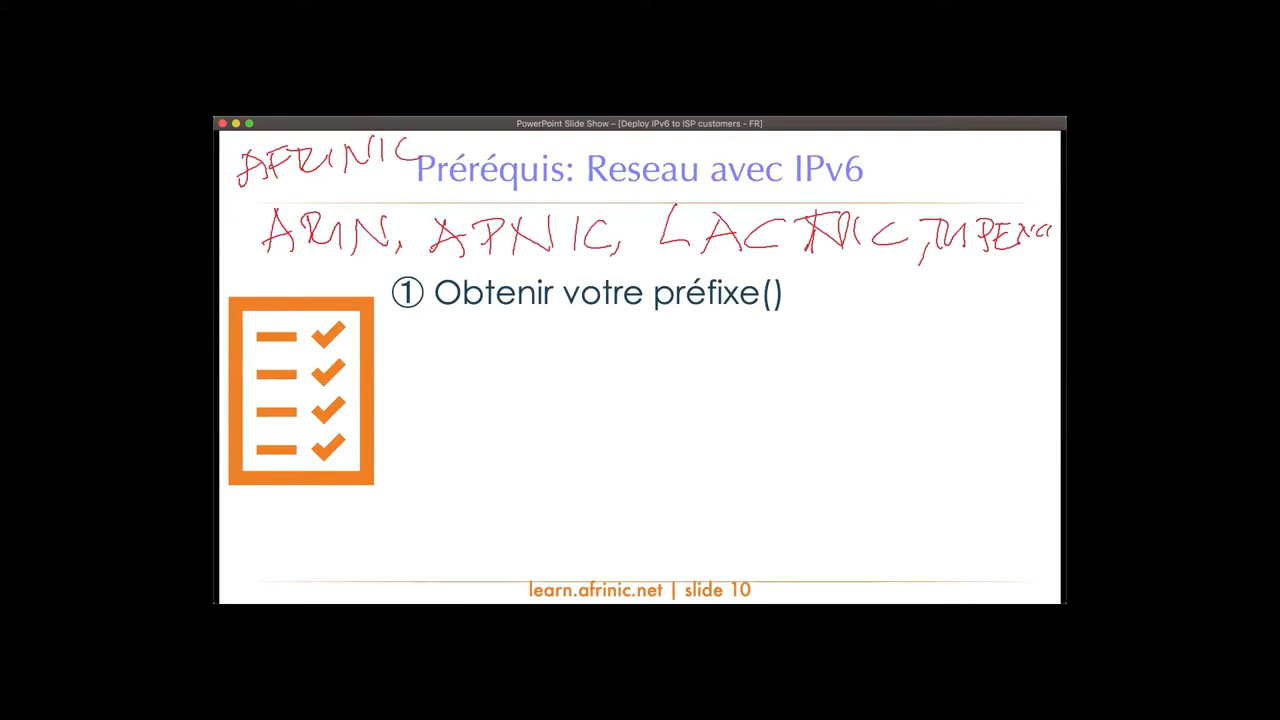 PowerPoint Slide Show – [Deploy IPv6 to ISP customers - FR]
AFRINIC
Préréquis: Reseau avec IPv6
ARIN, APNIC, LACNIC,
① Obtenir votre préfixe()
learn.afrinic.net | slide 10